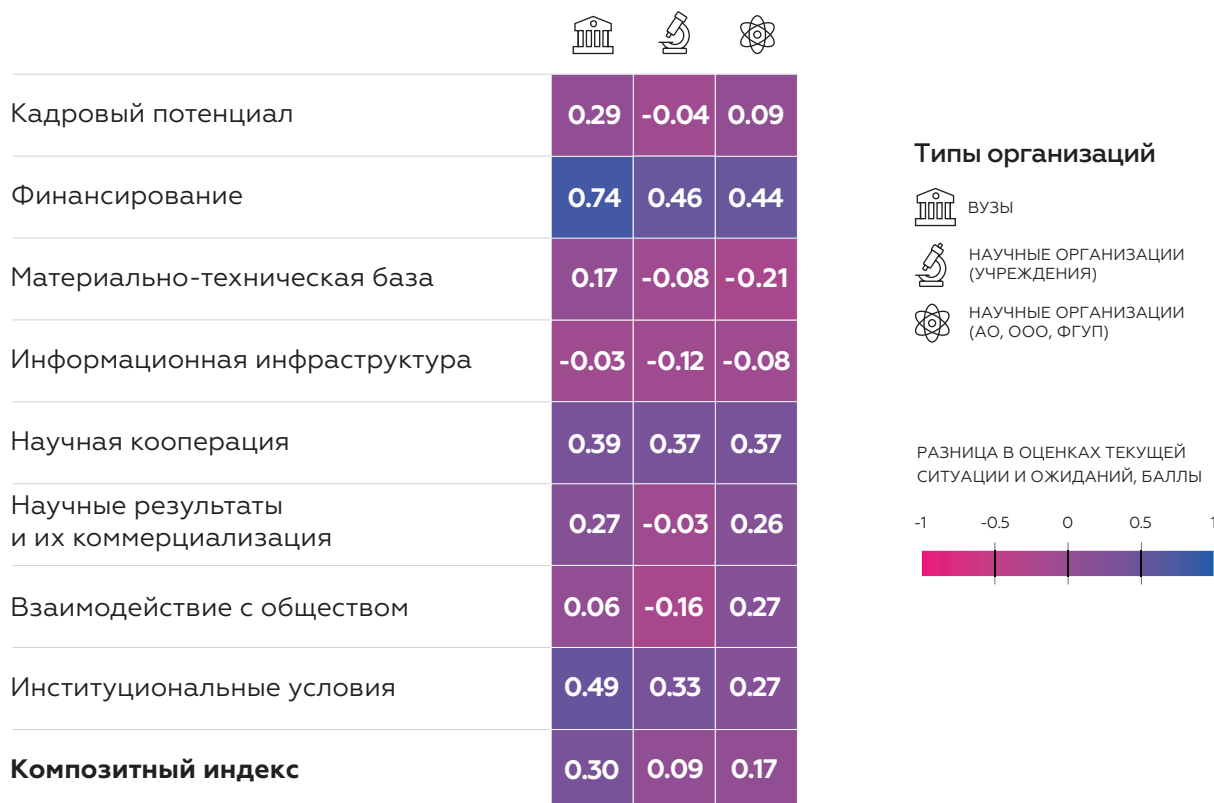 Кадровый потенциал 0.29 -0.04 0.09
Финансирование 0.74 0.46 0.44
Материально-техническая база 0.17 -0.08 -0.21
Информационная инфраструктура -0.03 -0.12 -0.08
Научная кооперация 0.39 0.37 0.37
Научные результаты
и их коммерциализация 0.27 -0.03 0.26
Взаимодействие с обществом 0.06 -0.16 0.27
Институциональные условия 0.49 0.33 0.27
Композитный индекс 0.30 0.09 0.17
Типы организаций
ВУЗЫ
НАУЧНЫЕ ОРГАНИЗАЦИИ
(УЧРЕЖДЕНИЯ)
НАУЧНЫЕ ОРГАНИЗАЦИИ
(АО, ООО, ФГУП)
РАЗНИЦА В ОЦЕНКАХ ТЕКУЩЕЙ
СИТУАЦИИ И ОЖИДАНИЙ, БАЛЛЫ
-1 -0.5 0 0.5 1